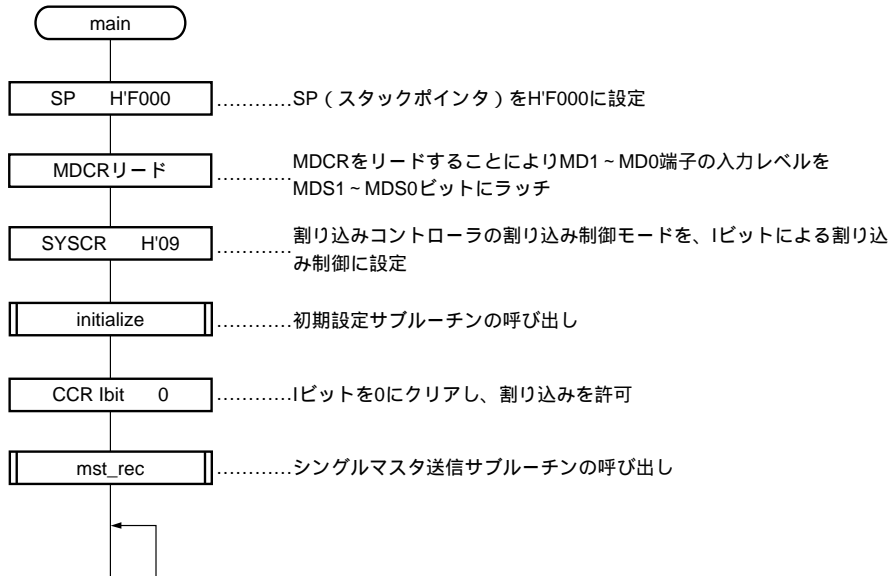 main
SP H'F000 …………SP（スタックポインタ）をH'F000に設定
MDCRリード …………MDCRをリードすることによりMD1～MD0端子の入力レベルを
MDS1～MDS0ビットにラッチ
SYSCR H'09 …………割り込みコントローラの割り込み制御モードを、Iビットによる割り込
み制御に設定
initialize …………初期設定サブルーチンの呼び出し
CCR Ibit 0 …………Iビットを0にクリアし、割り込みを許可
mst_rec …………シングルマスタ送信サブルーチンの呼び出し